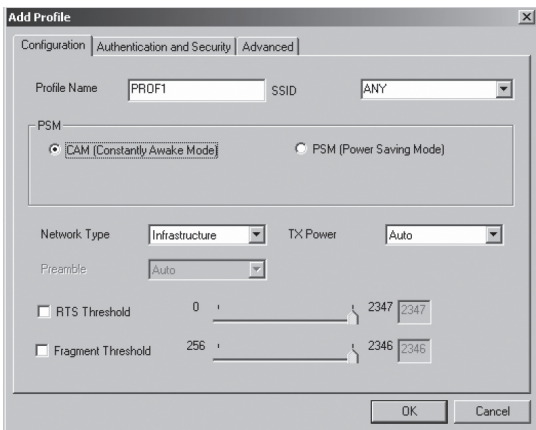 Add Profile
Configuration Authentication and Security Advanced
Profile Name PROF1 SSID ANY
PSM
CAM (Constantly Awake Mode) PSM (Power Saving Mode)
Network Type Infrastructure TX Power Auto
Preamble Auto
RTS Threshold 0 2347 2347
Fragment Threshold 256 2346 2346
OK Cancel